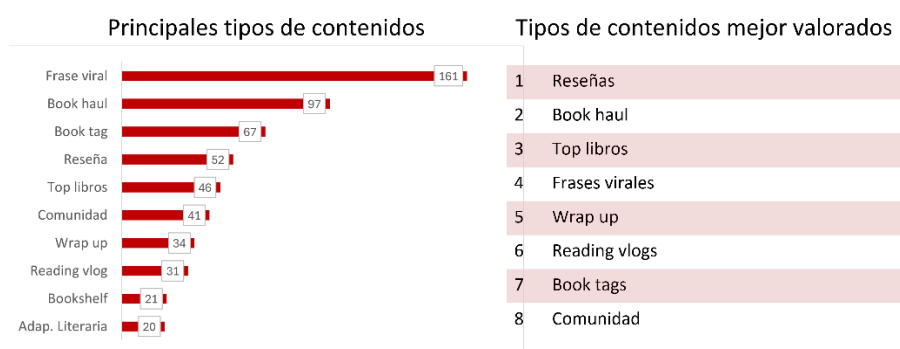 Principales tipos de contenidos
Frase viral 161
Book haul 97
Book tag 67
Reseña 52
Top libros 46
Comunidad 41
Wrap up 34
Reading vlog 31
Bookshelf 21
Adap. Literaria 20
Tipos de contenidos mejor valorados
1 Reseñas
2 Book haul
3 Top libros
4 Frases virales
5 Wrap up
6 Reading vlogs
7 Book tags
8 Comunidad